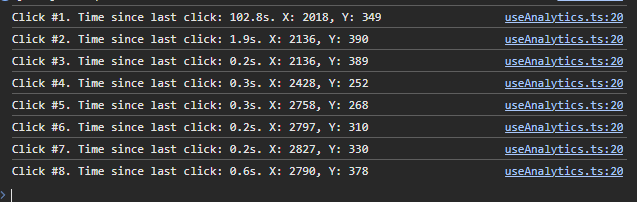 Click #1. Time since last click: 102.8s. X: 2018, Y: 349 useAnalytics.ts:20
Click #2. Time since last click: 1.9s. X: 2136, Y: 390 useAnalytics.ts:20
Click #3. Time since last click: 0.2s. X: 2136, Y: 389 useAnalytics.ts:20
Click #4. Time since last click: 0.3s. X: 2428, Y: 252 useAnalytics.ts:20
Click #5. Time since last click: 0.3s. X: 2758, Y: 268 useAnalytics.ts:20
Click #6. Time since last click: 0.2s. X: 2797, Y: 310 useAnalytics.ts:20
Click #7. Time since last click: 0.2s. X: 2827, Y: 330 useAnalytics.ts:20
Click #8. Time since last click: 0.6s. X: 2790, Y: 378 useAnalytics.ts:20